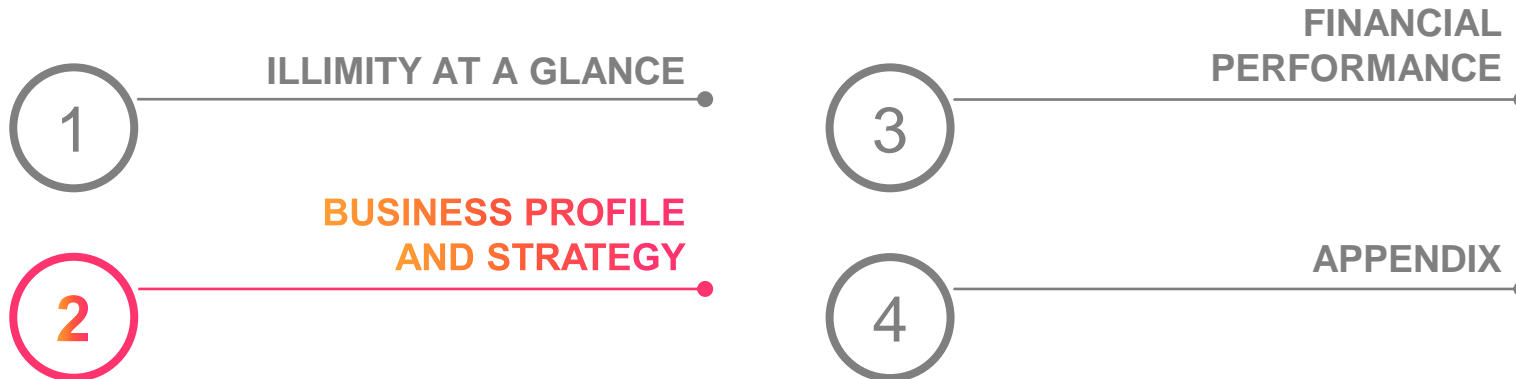 1
ILLIMITY AT A GLANCE
2
BUSINESS PROFILE
AND STRATEGY
3
FINANCIAL
PERFORMANCE
4
APPENDIX